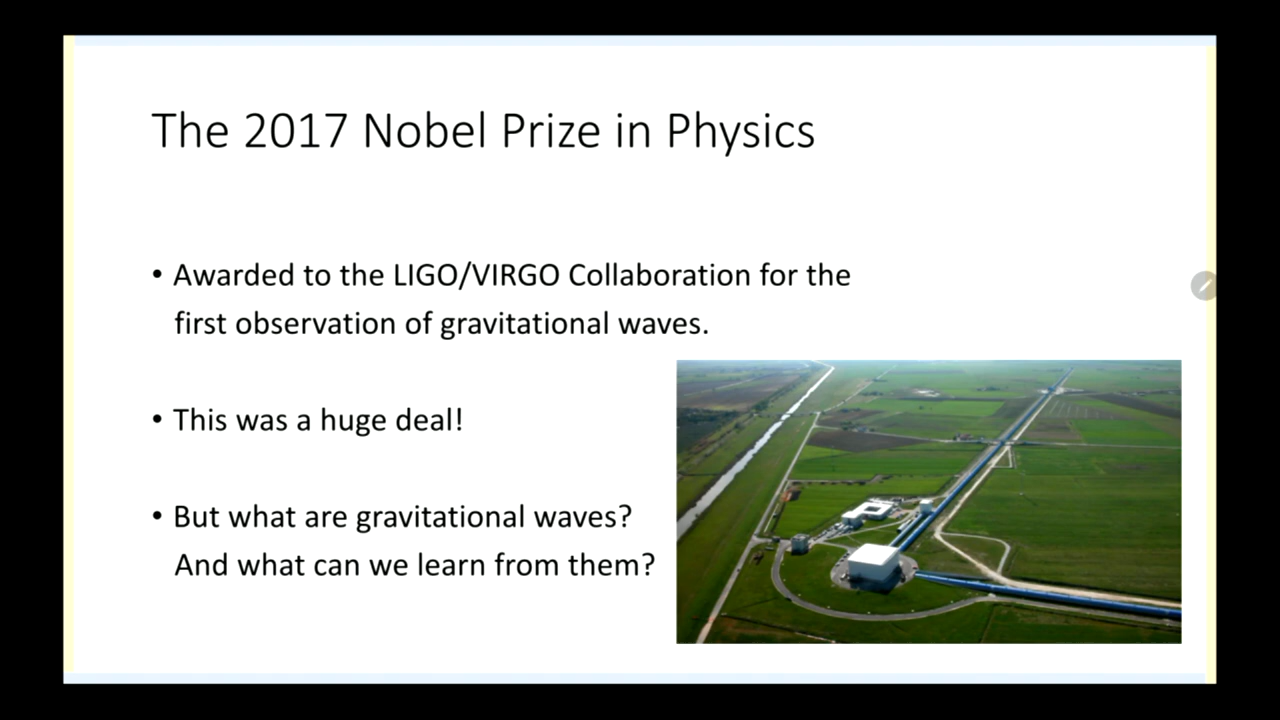 The 2017 Nobel Prize in Physics
• Awarded to the LIGO/VIRGO Collaboration for the
first observation of gravitational waves.
• This was a huge deal!
• But what are gravitational waves?
And what can we learn from them?